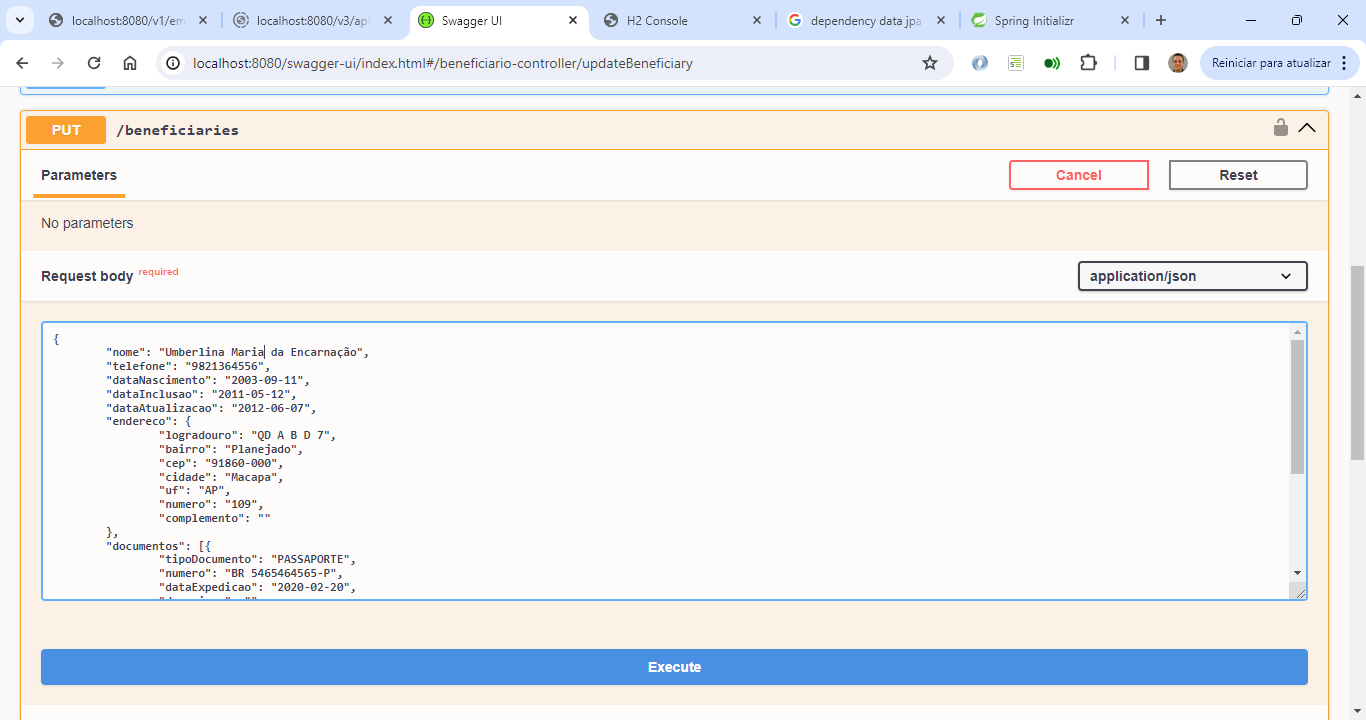 localhost:8080/v1/em
localhost:8080/v3/api
Swagger UI
H2 Console
dependency data jpa
Spring Initializr
localhost:8080/swagger-ui/index.html#/beneficiario-controller/updateBeneficiary
Reiniciar para atualizar
PUT
/beneficiaries
Parameters
Cancel
Reset
No parameters
Request body required
application/json
{
"nome": "Umberlina Maria da Encarnação",
"telefone": "9821364556",
"dataNascimento": "2003-09-11",
"dataInclusao": "2011-05-12",
"dataAtualizacao": "2012-06-07",
"endereco": {
"logradouro": "QD A B D 7",
"bairro": "Planejado",
"cep": "91860-000",
"cidade": "Macapa",
"uf": "AP",
"numero": "109",
"complemento": ""
},
"documentos": [{
"tipoDocumento": "PASSAPORTE",
"numero": "BR 5465464565-P",
"dataExpedicao": "2020-02-20",
Execute